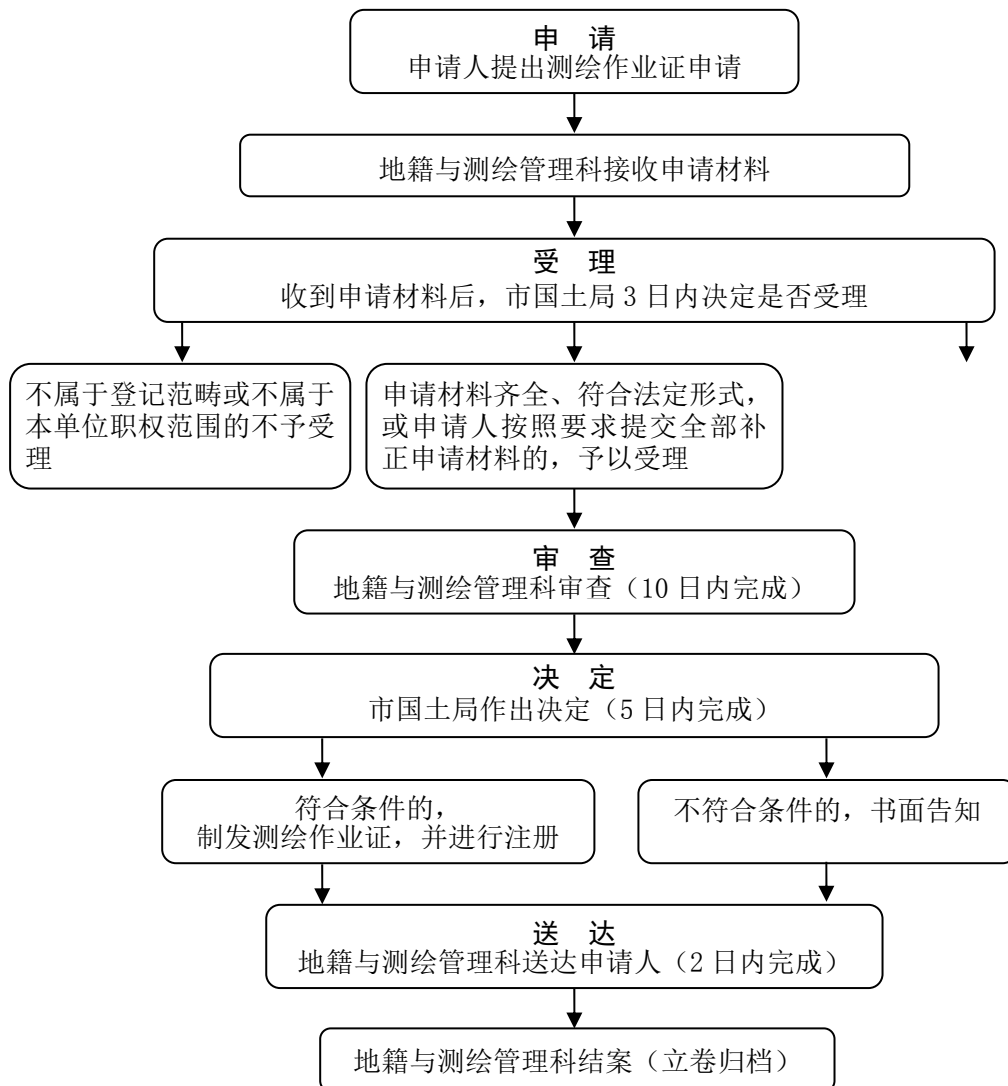 申 请
申请人提出测绘作业证申请
地籍与测绘管理科接收申请材料
受 理
收到申请材料后，市国土局 3 日内决定是否受理
不属于登记范畴或不属于
本单位职权范围的不予受
理
申请材料齐全、符合法定形式，
或申请人按照要求提交全部补
正申请材料的，予以受理
审 查
地籍与测绘管理科审查（10 日内完成）
决 定
市国土局作出决定（5 日内完成）
符合条件的，
制发测绘作业证，并进行注册
不符合条件的，书面告知
送 达
地籍与测绘管理科送达申请人（2 日内完成）
地籍与测绘管理科结案（立卷归档）